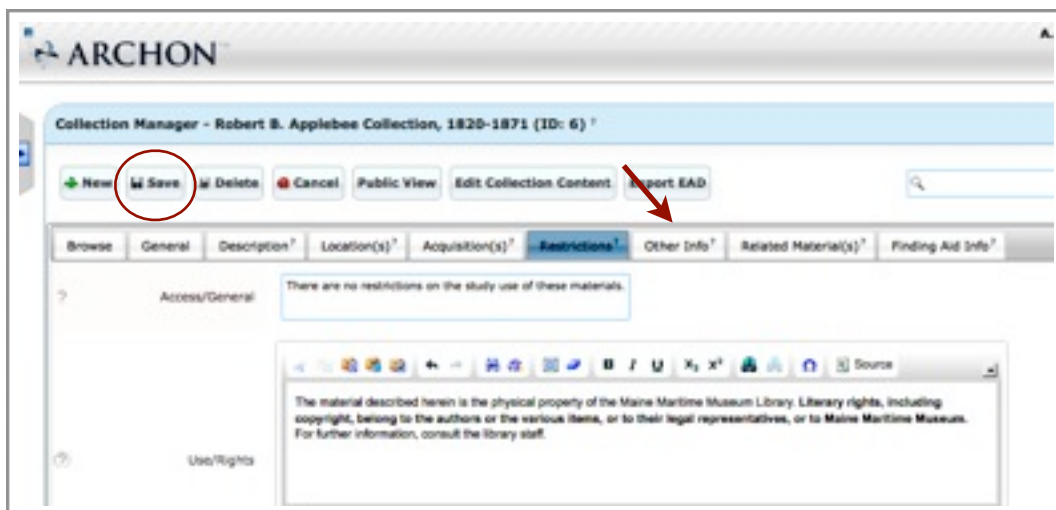 A.
ARCHON™
Collection Manager - Robert B. Applebee Collection, 1820-1871 (ID: 6) ?
New Save Delete Cancel Public View Edit Collection Content Export EAD
Browse General Description? Location(s)? Acquisition(s)? Restrictions? Other Info? Related Material(s)? Finding Aid Info?
? Access/General There are no restrictions on the study use of these materials.
B I U X₂ X² Ω Source
The material described herein is the physical property of the Maine Maritime Museum Library. Literary rights, including
copyright, belong to the authors or the various items, or to their legal representatives, or to Maine Maritime Museum.
For further information, consult the library staff.
? Use/Rights